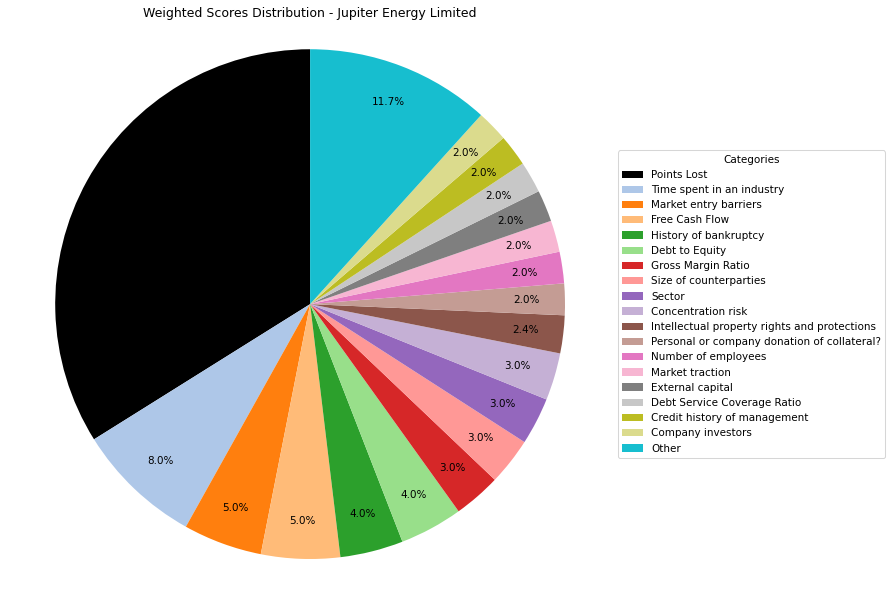 Weighted Scores Distribution - Jupiter Energy Limited
11.7%
2.0%
2.0%
2.0%
2.0%
2.0%
2.0%
2.0%
2.4%
3.0%
3.0%
3.0%
3.0%
4.0%
4.0%
5.0%
5.0%
8.0%
Categories
Points Lost
Time spent in an industry
Market entry barriers
Free Cash Flow
History of bankruptcy
Debt to Equity
Gross Margin Ratio
Size of counterparties
Sector
Concentration risk
Intellectual property rights and protections
Personal or company donation of collateral?
Number of employees
Market traction
External capital
Debt Service Coverage Ratio
Credit history of management
Company investors
Other